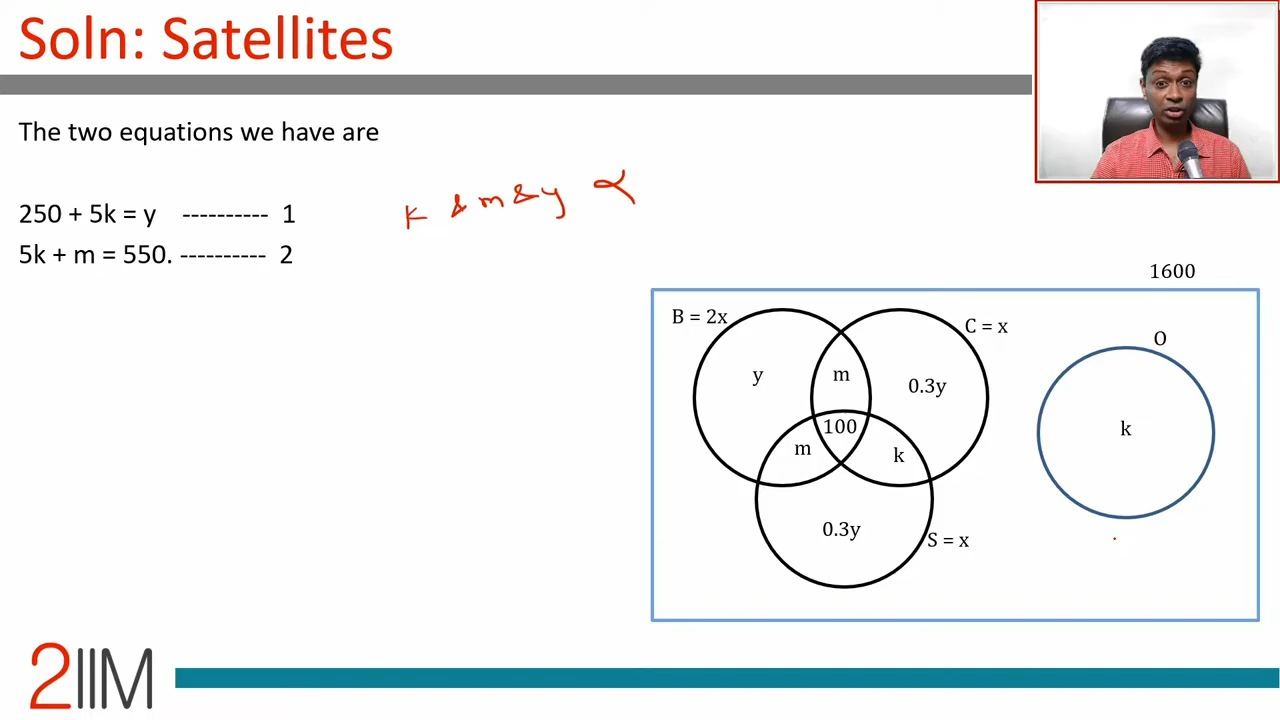 Soln: Satellites
The two equations we have are
250 + 5k = y ---------- 1
5k + m = 550. ---------- 2
k & m & y
1600
B = 2x
C = x
O
y
m
0.3y
100
k
m
k
0.3y
S = x
2IIM